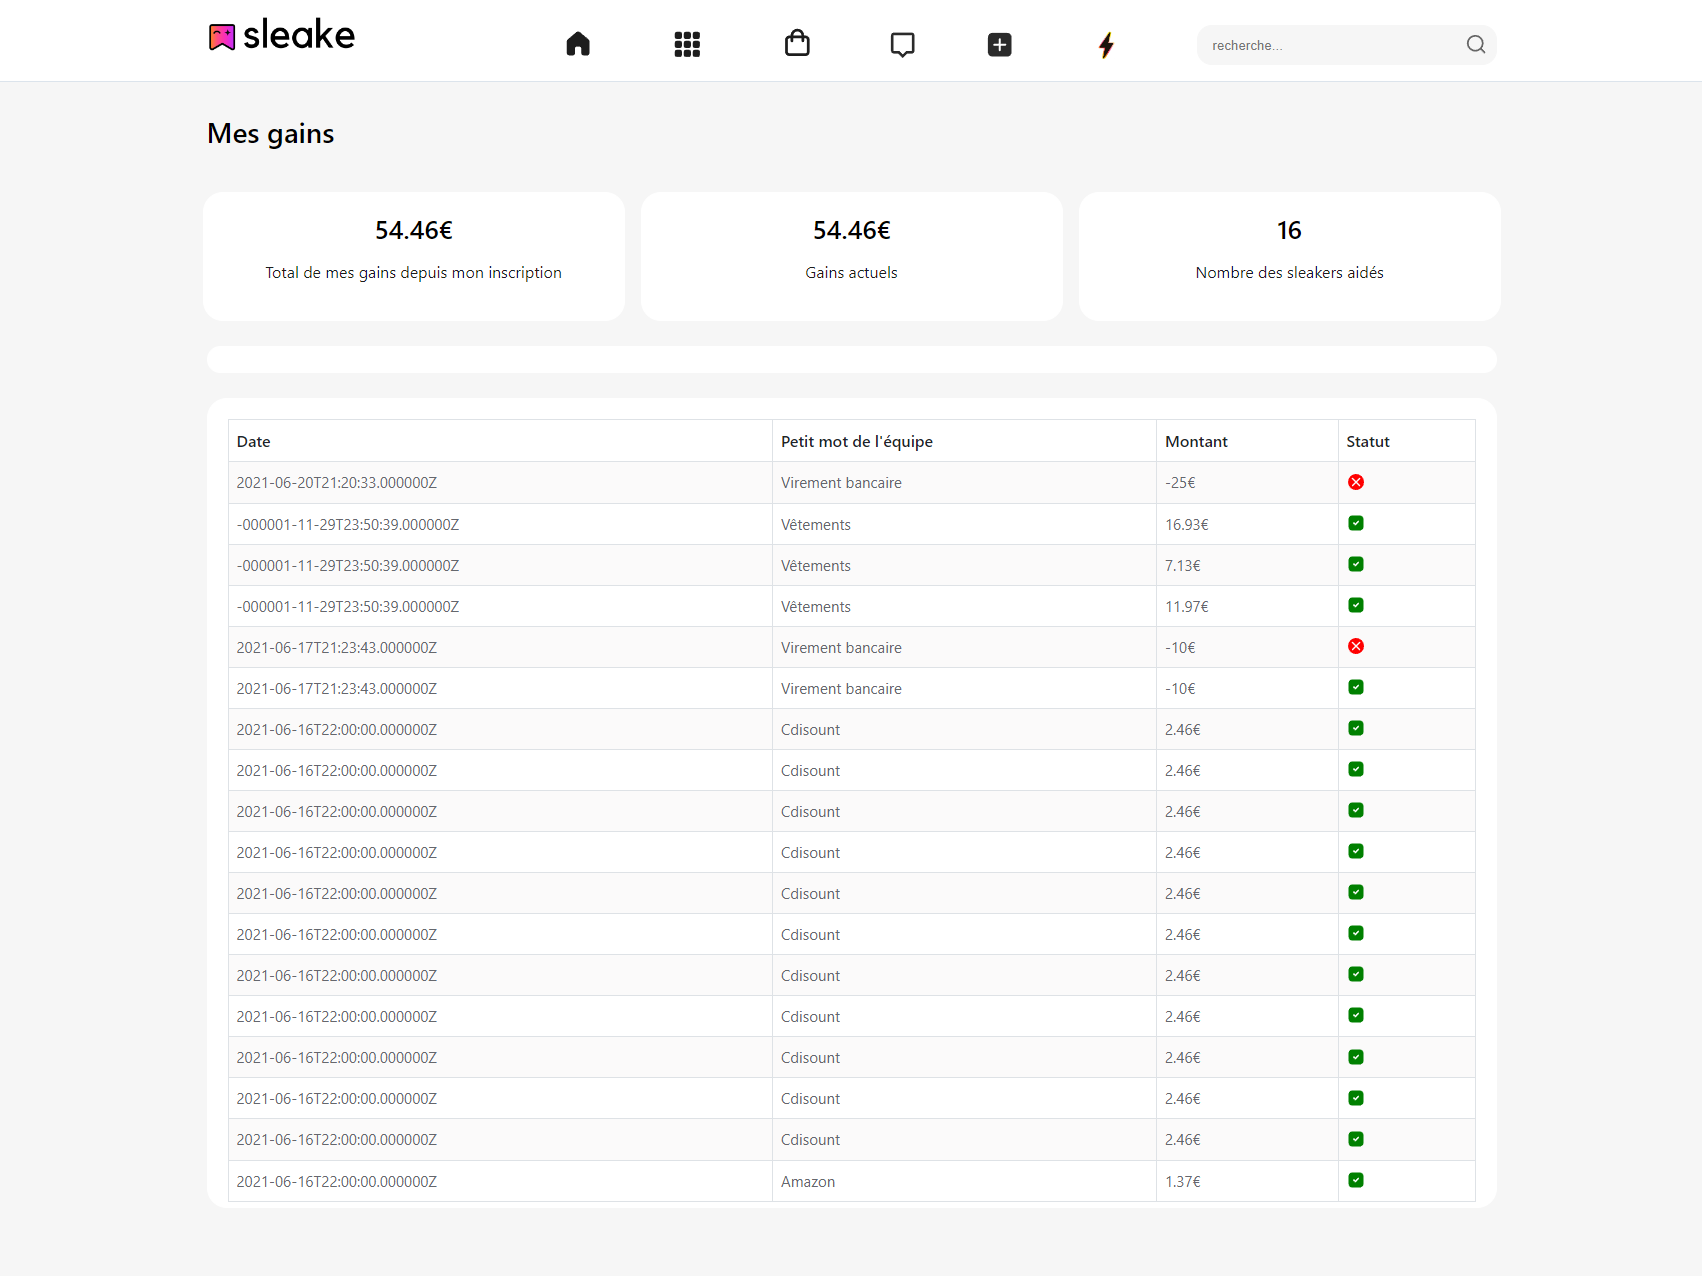 sleake
recherche...
Mes gains
54.46€
Total de mes gains depuis mon inscription
54.46€
Gains actuels
16
Nombre des sleakers aidés
Date Petit mot de l'équipe Montant Statut
2021-06-20T21:20:33.000000Z Virement bancaire -25€
-000001-11-29T23:50:39.000000Z Vêtements 16.93€
-000001-11-29T23:50:39.000000Z Vêtements 7.13€
-000001-11-29T23:50:39.000000Z Vêtements 11.97€
2021-06-17T21:23:43.000000Z Virement bancaire -10€
2021-06-17T21:23:43.000000Z Virement bancaire -10€
2021-06-16T22:00:00.000000Z Cdisount 2.46€
2021-06-16T22:00:00.000000Z Cdisount 2.46€
2021-06-16T22:00:00.000000Z Cdisount 2.46€
2021-06-16T22:00:00.000000Z Cdisount 2.46€
2021-06-16T22:00:00.000000Z Cdisount 2.46€
2021-06-16T22:00:00.000000Z Cdisount 2.46€
2021-06-16T22:00:00.000000Z Cdisount 2.46€
2021-06-16T22:00:00.000000Z Cdisount 2.46€
2021-06-16T22:00:00.000000Z Cdisount 2.46€
2021-06-16T22:00:00.000000Z Cdisount 2.46€
2021-06-16T22:00:00.000000Z Cdisount 2.46€
2021-06-16T22:00:00.000000Z Amazon 1.37€